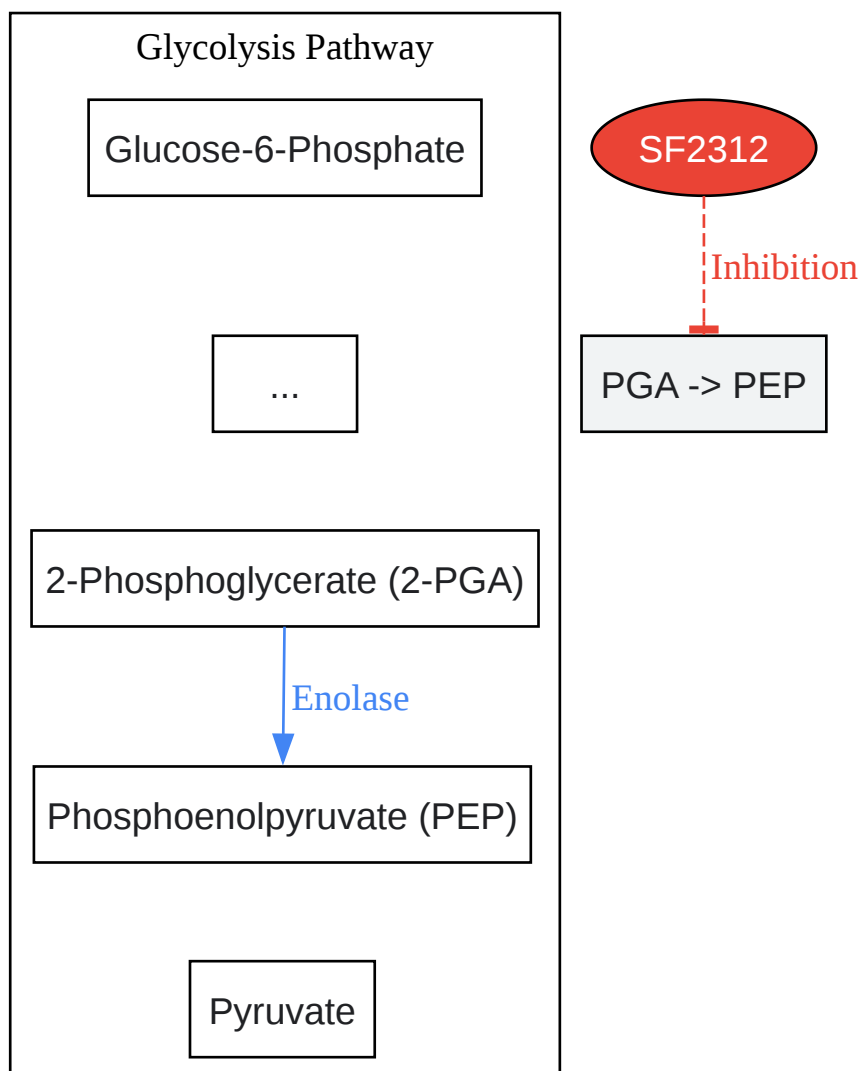 Glycolysis Pathway
Glucose-6-Phosphate
SF2312
Inhibition
...
PGA -> PEP
2-Phosphoglycerate (2-PGA)
Enolase
Phosphoenolpyruvate (PEP)
Pyruvate